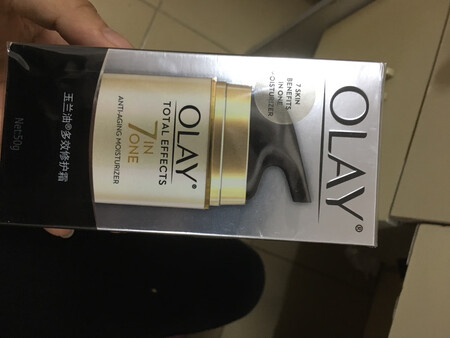 OLAY®
7 SKIN
BENEFITS
IN ONE
MOISTURIZER
OLAY®
TOTAL EFFECTS
7 IN
ONE
ANTI-AGING MOISTURIZER
玉兰油®多效修护霜
Net:50g